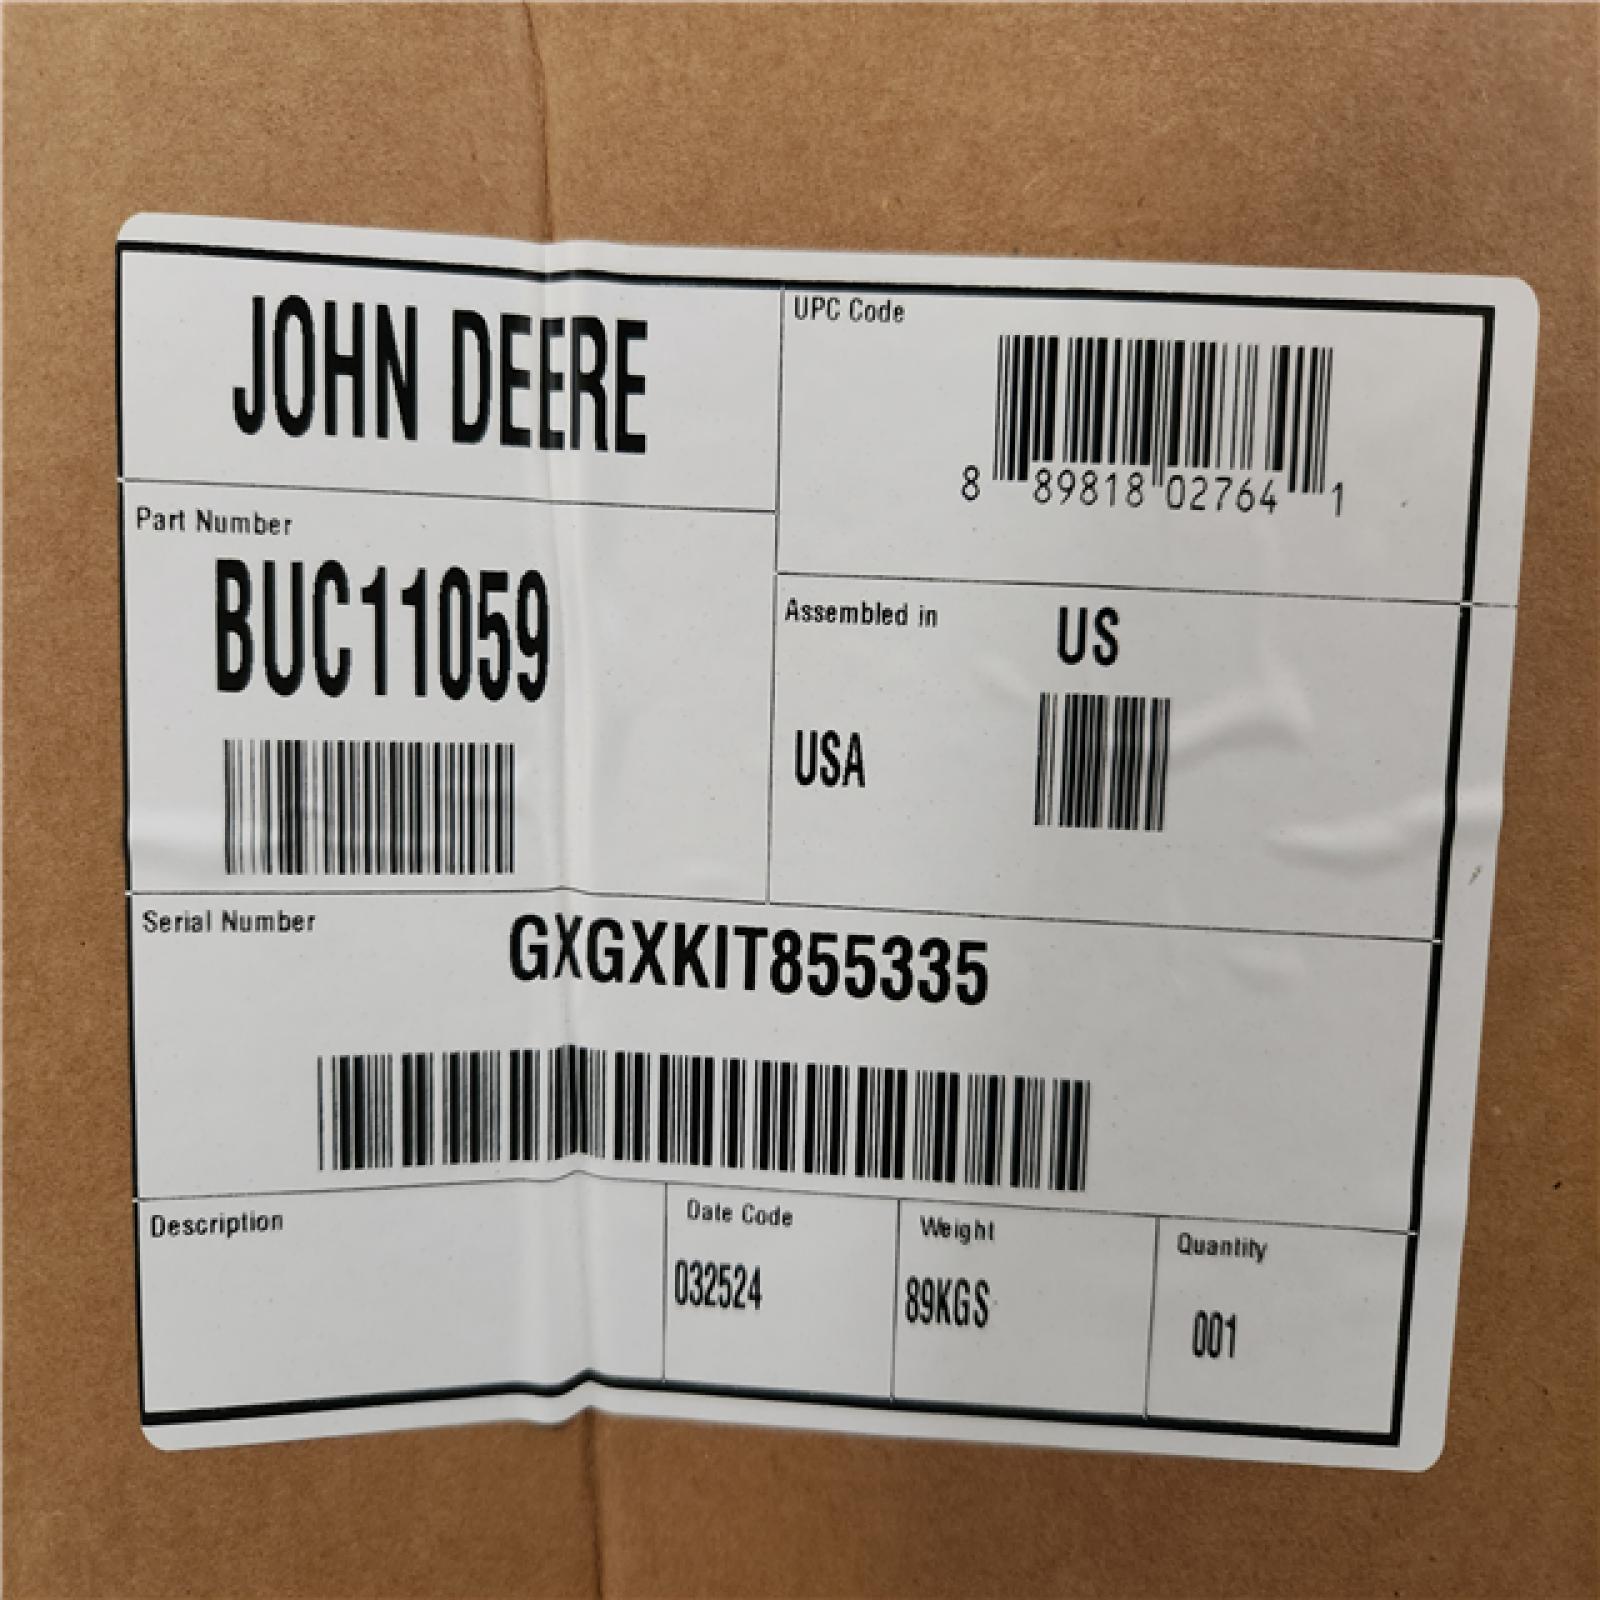 JOHN DEERE
UPC Code
8 89818 02764 1
Part Number
BUC11059
Assembled in
US
USA
Serial Number
GXGXKIT855335
Description
Date Code
032524
Weight
89KGS
Quantity
001